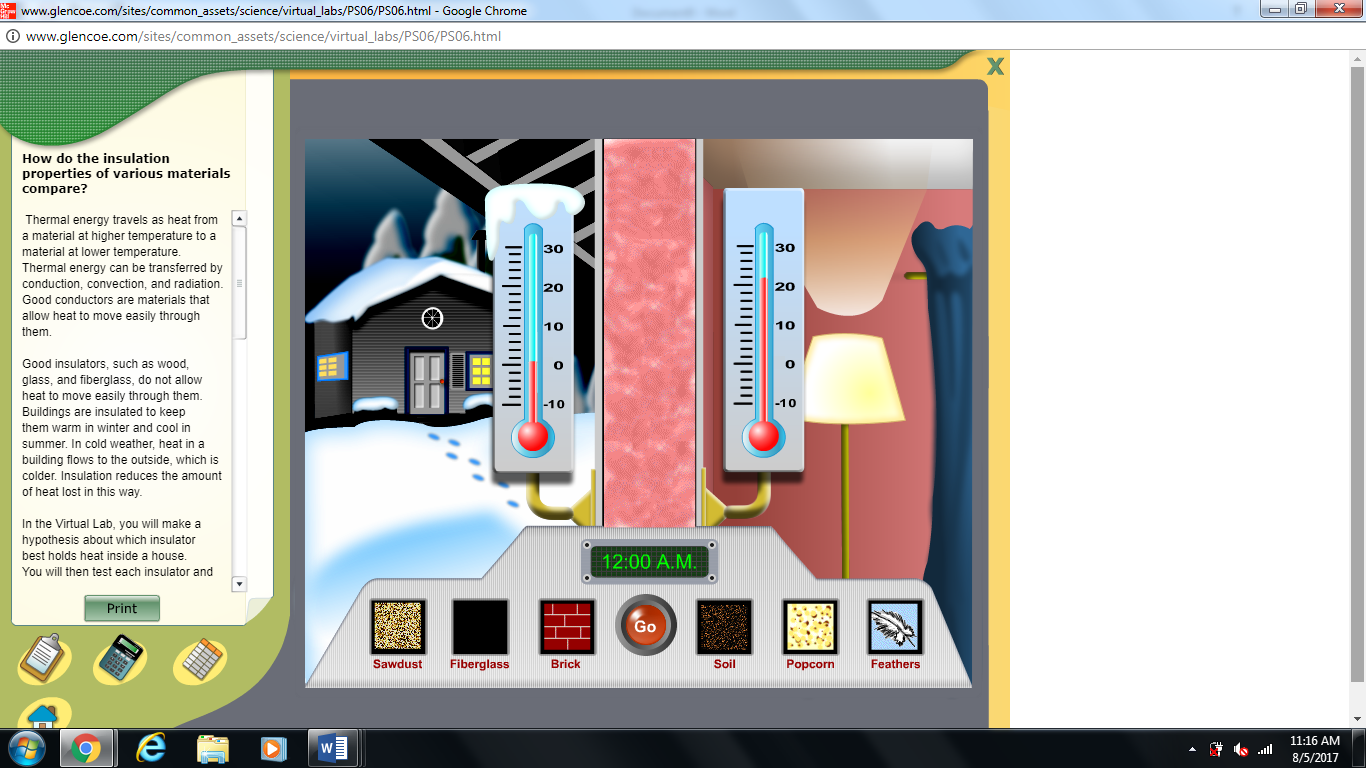 Mc
Graw
Hill
www.glencoe.com/sites/common_assets/science/virtual_labs/PS06/PS06.html - Google Chrome
www.glencoe.com/sites/common_assets/science/virtual_labs/PS06/PS06.html
X
How do the insulation
properties of various materials
compare?
Thermal energy travels as heat from
a material at higher temperature to a
material at lower temperature.
Thermal energy can be transferred by
conduction, convection, and radiation.
Good conductors are materials that
allow heat to move easily through
them.
Good insulators, such as wood,
glass, and fiberglass, do not allow
heat to move easily through them.
Buildings are insulated to keep
them warm in winter and cool in
summer. In cold weather, heat in a
building flows to the outside, which is
colder. Insulation reduces the amount
of heat lost in this way.
In the Virtual Lab, you will make a
hypothesis about which insulator
best holds heat inside a house.
You will then test each insulator and
Print
30
20
10
0
-10
30
20
10
0
-10
12:00 A.M.
Go
Sawdust Fiberglass Brick Soil Popcorn Feathers
W
11:16 AM
8/5/2017